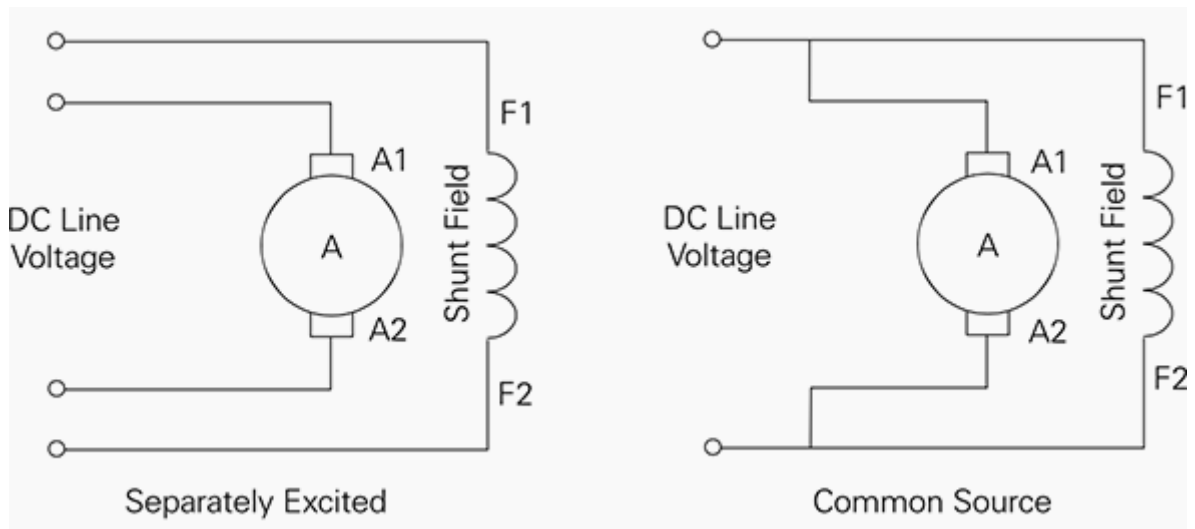 F1
A1
DC Line
Voltage
A
Shunt Field
A2
F2
Separately Excited
F1
A1
DC Line
Voltage
A
Shunt Field
A2
F2
Common Source